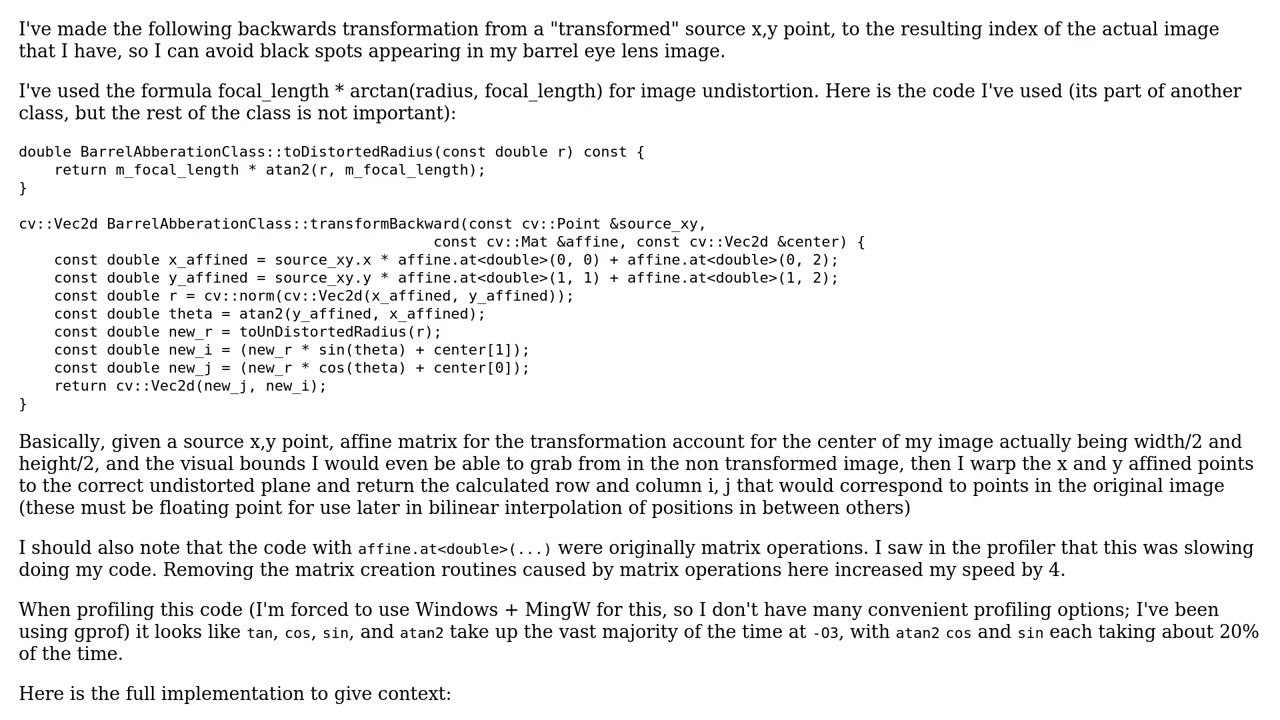 I've made the following backwards transformation from a "transformed" source x,y point, to the resulting index of the actual image
that I have, so I can avoid black spots appearing in my barrel eye lens image.
I've used the formula focal_length * arctan(radius, focal_length) for image undistortion. Here is the code I've used (its part of another
class, but the rest of the class is not important):
double BarrelAbberationClass::toDistortedRadius(const double r) const {
    return m_focal_length * atan2(r, m_focal_length);
}
cv::Vec2d BarrelAbberationClass::transformBackward(const cv::Point &source_xy,
                                               const cv::Mat &affine, const cv::Vec2d &center) {
    const double x_affined = source_xy.x * affine.at<double>(0, 0) + affine.at<double>(0, 2);
    const double y_affined = source_xy.y * affine.at<double>(1, 1) + affine.at<double>(1, 2);
    const double r = cv::norm(cv::Vec2d(x_affined, y_affined));
    const double theta = atan2(y_affined, x_affined);
    const double new_r = toUnDistortedRadius(r);
    const double new_i = (new_r * sin(theta) + center[1]);
    const double new_j = (new_r * cos(theta) + center[0]);
    return cv::Vec2d(new_j, new_i);
}
Basically, given a source x,y point, affine matrix for the transformation account for the center of my image actually being width/2 and
height/2, and the visual bounds I would even be able to grab from in the non transformed image, then I warp the x and y affined points
to the correct undistorted plane and return the calculated row and column i, j that would correspond to points in the original image
(these must be floating point for use later in bilinear interpolation of positions in between others)
I should also note that the code with affine.at<double>(...) were originally matrix operations. I saw in the profiler that this was slowing
doing my code. Removing the matrix creation routines caused by matrix operations here increased my speed by 4.
When profiling this code (I'm forced to use Windows + MingW for this, so I don't have many convenient profiling options; I've been
using gprof) it looks like tan, cos, sin, and atan2 take up the vast majority of the time at -O3, with atan2 cos and sin each taking about 20%
of the time.
Here is the full implementation to give context: